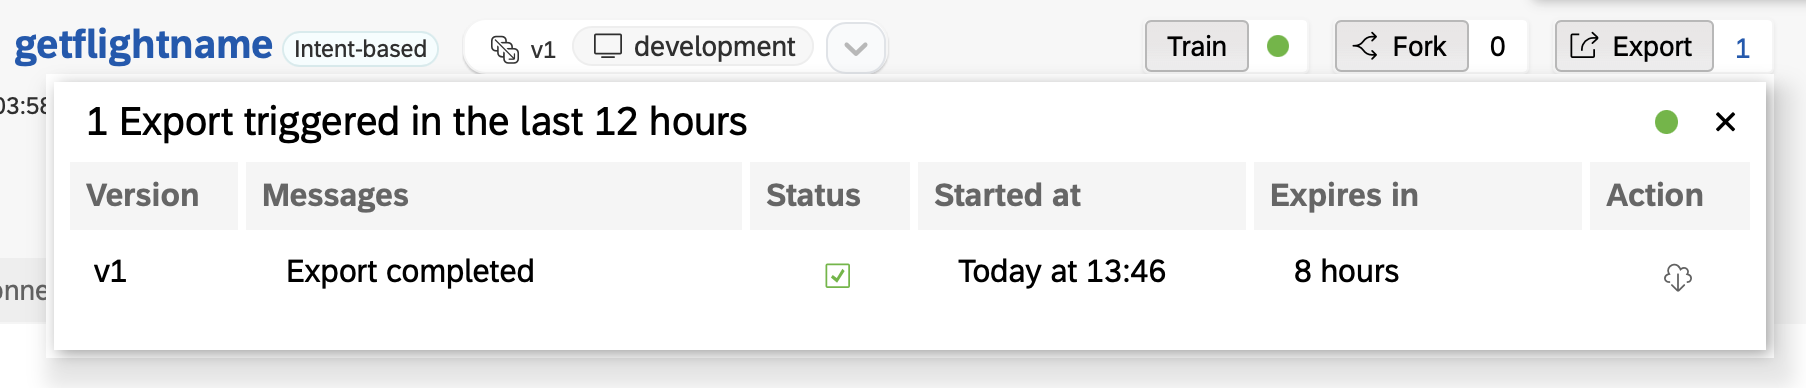 getflightname Intent-based v1 development Train Fork 0 Export 1
03:58
1 Export triggered in the last 12 hours
Version Messages Status Started at Expires in Action
v1 Export completed Today at 13:46 8 hours